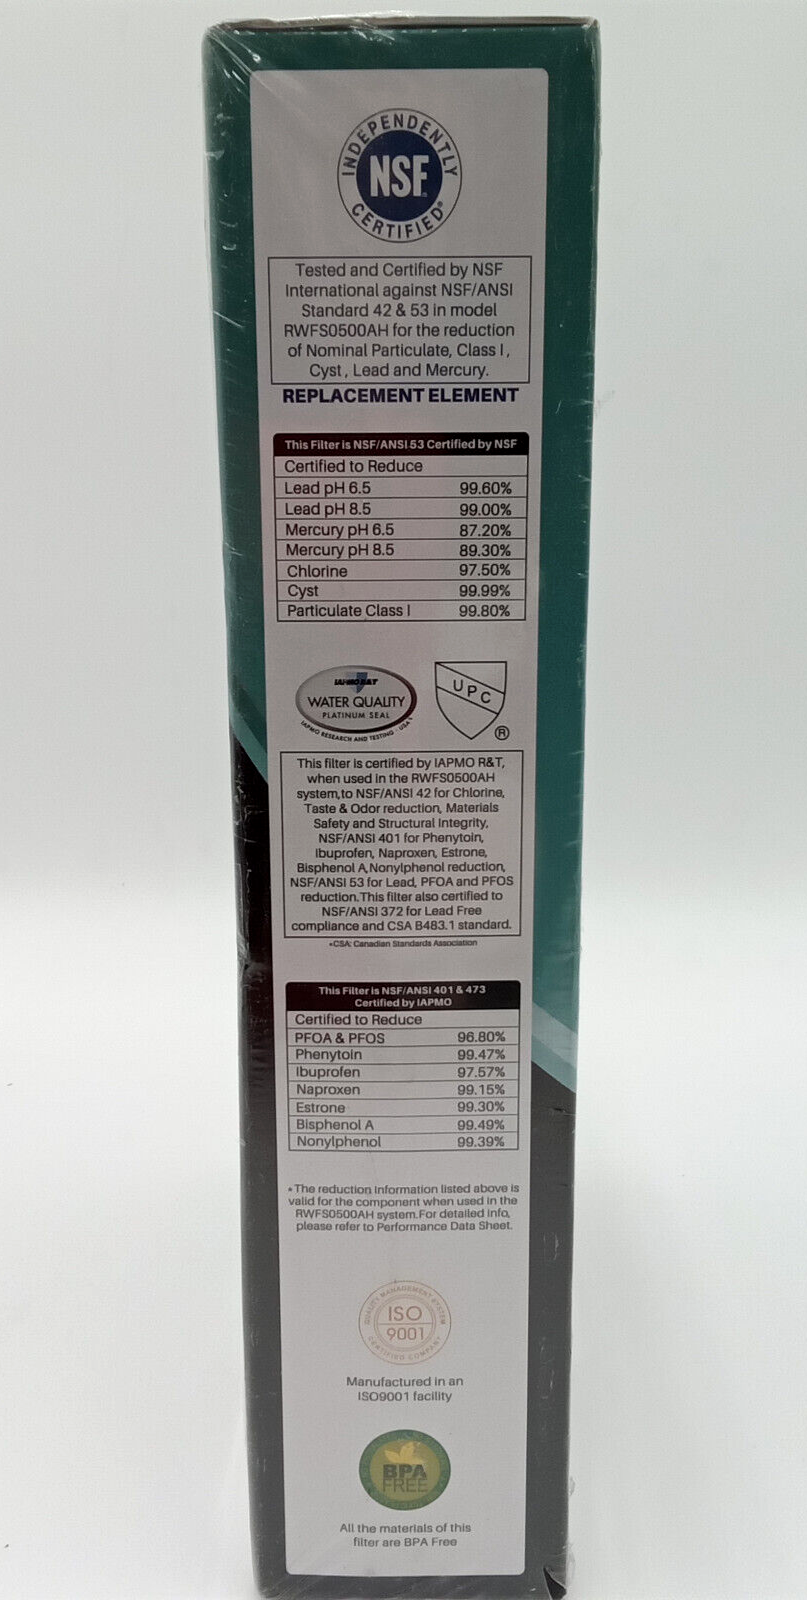 INDEPENDENTLY
NSF
CERTIFIED®
Tested and Certified by NSF
International against NSF/ANSI
Standard 42 & 53 in model
RWFS0500AH for the reduction
of Nominal Particulate, Class I ,
Cyst , Lead and Mercury.
REPLACEMENT ELEMENT
This Filter is NSF/ANSI 53 Certified by NSF
Certified to Reduce
Lead pH 6.5 99.60%
Lead pH 8.5 99.00%
Mercury pH 6.5 87.20%
Mercury pH 8.5 89.30%
Chlorine 97.50%
Cyst 99.99%
Particulate Class I 99.80%
IAPMO R&T
WATER QUALITY
PLATINUM SEAL
IAPMO RESEARCH AND TESTING - USA
UPC
®
This filter is certified by IAPMO R&T,
when used in the RWFS0500AH
system,to NSF/ANSI 42 for Chlorine,
Taste & Odor reduction, Materials
Safety and Structural Integrity,
NSF/ANSI 401 for Phenytoin,
Ibuprofen, Naproxen, Estrone,
Bisphenol A,Nonylphenol reduction,
NSF/ANSI 53 for Lead, PFOA and PFOS
reduction.This filter also certified to
NSF/ANSI 372 for Lead Free
compliance and CSA B483.1 standard.
*CSA: Canadian Standards Association
This Filter is NSF/ANSI 401 & 473
Certified by IAPMO
Certified to Reduce
PFOA & PFOS 96.80%
Phenytoin 99.47%
Ibuprofen 97.57%
Naproxen 99.15%
Estrone 99.30%
Bisphenol A 99.49%
Nonylphenol 99.39%
*The reduction information listed above is
valid for the component when used in the
RWFS0500AH system.For detailed info,
please refer to Performance Data Sheet.
QUALITY MANAGEMENT SYSTEM
ISO
9001
CERTIFIED COMPANY
Manufactured in an
ISO9001 facility
BPA
FREE
All the materials of this
filter are BPA Free